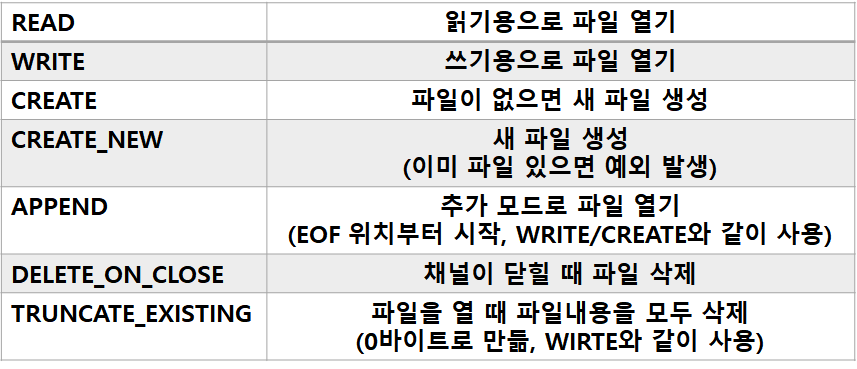 READ 읽기용으로 파일 열기
WRITE 쓰기용으로 파일 열기
CREATE 파일이 없으면 새 파일 생성
CREATE_NEW 새 파일 생성
(이미 파일 있으면 예외 발생)
APPEND 추가 모드로 파일 열기
(EOF 위치부터 시작, WRITE/CREATE와 같이 사용)
DELETE_ON_CLOSE 채널이 닫힐 때 파일 삭제
TRUNCATE_EXISTING 파일을 열 때 파일내용을 모두 삭제
(0바이트로 만듦, WIRTE와 같이 사용)